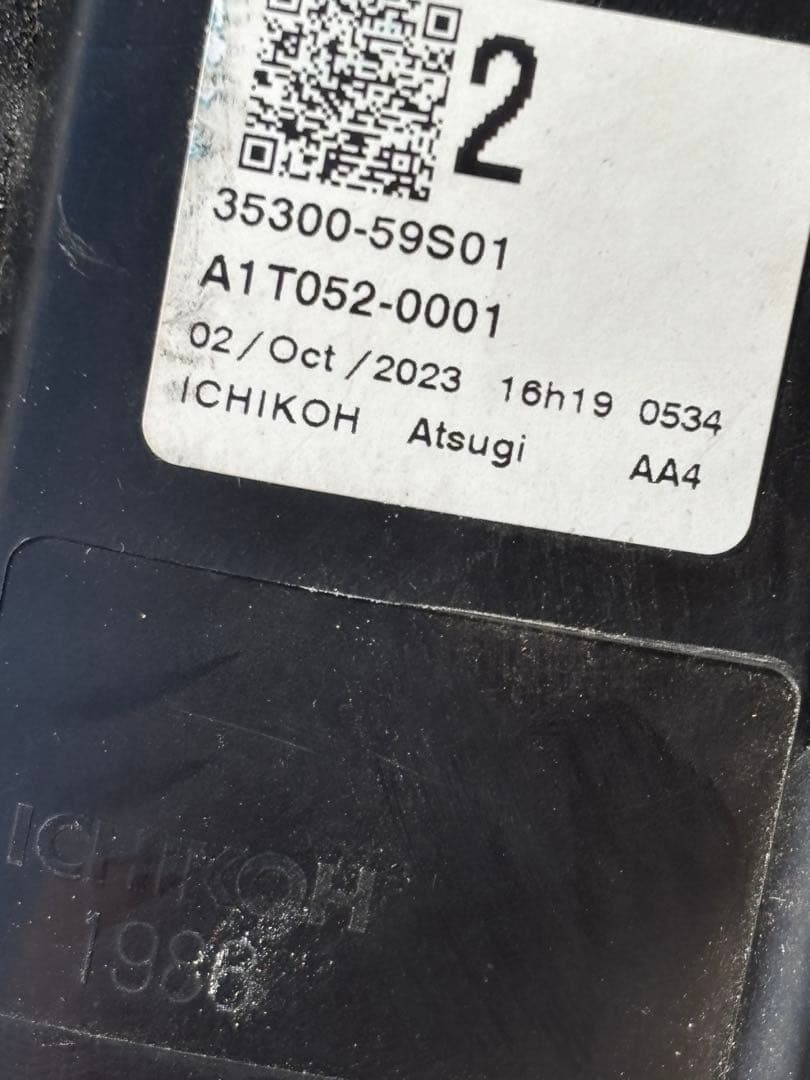 2
35300-59S01
A1T052-0001
02/Oct/2023 16h19 0534
ICHIKOH Atsugi AA4
ICHIKOH
1986